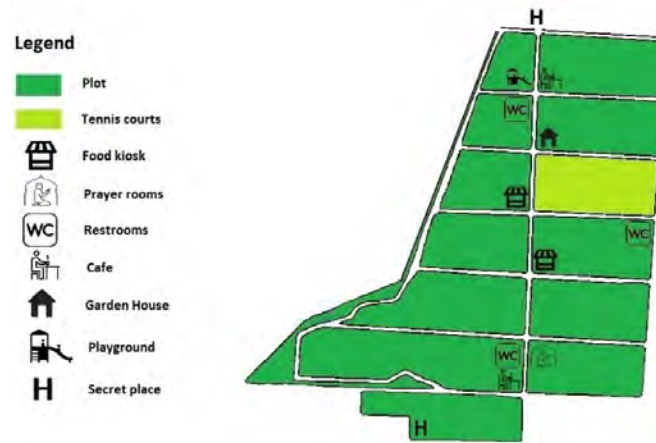 Legend
Plot
Tennis courts
Food kiosk
Prayer rooms
WC
Restrooms
Cafe
Garden House
Playground
H
Secret place
H
WC
WC
WC
H